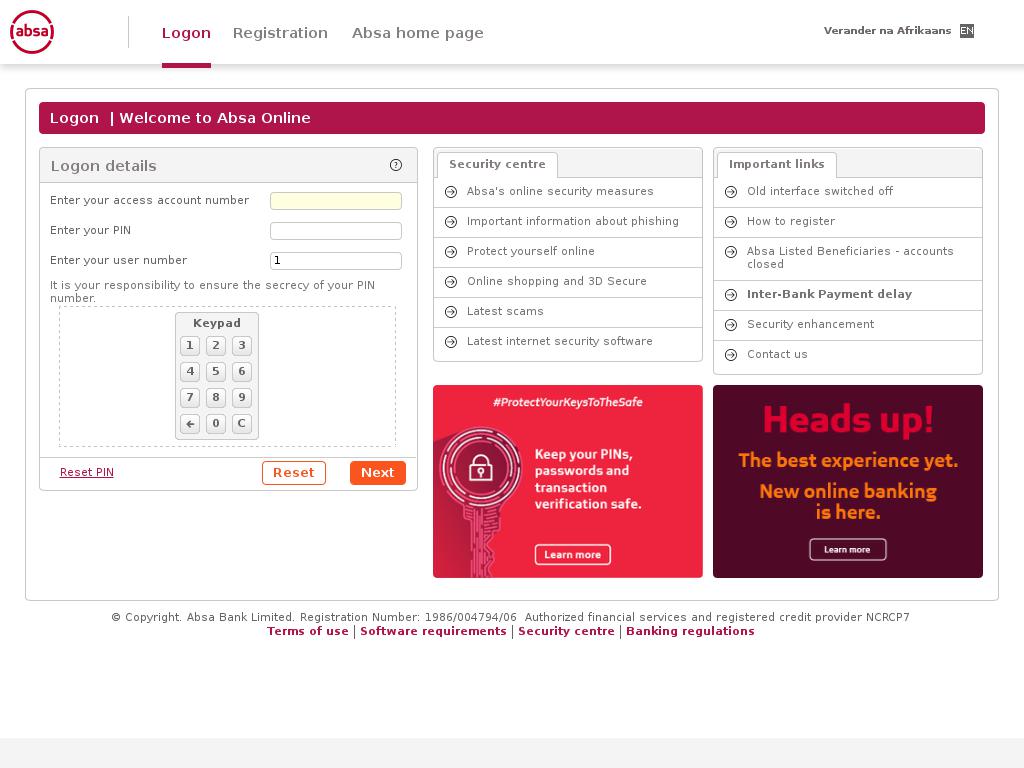 absa
Logon
Registration
Absa home page
Verander na Afrikaans EN
Logon | Welcome to Absa Online
Logon details
?
Enter your access account number
Enter your PIN
Enter your user number
1
It is your responsibility to ensure the secrecy of your PIN
number.
Keypad
1 2 3
4 5 6
7 8 9
← 0 C
Reset PIN
Reset
Next
Security centre
Absa's online security measures
Important information about phishing
Protect yourself online
Online shopping and 3D Secure
Latest scams
Latest internet security software
Important links
Old interface switched off
How to register
Absa Listed Beneficiaries - accounts
closed
Inter-Bank Payment delay
Security enhancement
Contact us
#ProtectYourKeysToTheSafe
Keep your PINs,
passwords and
transaction
verification safe.
Learn more
Heads up!
The best experience yet.
New online banking
is here.
Learn more
© Copyright. Absa Bank Limited. Registration Number: 1986/004794/06 Authorized financial services and registered credit provider NCRCP7
Terms of use | Software requirements | Security centre | Banking regulations